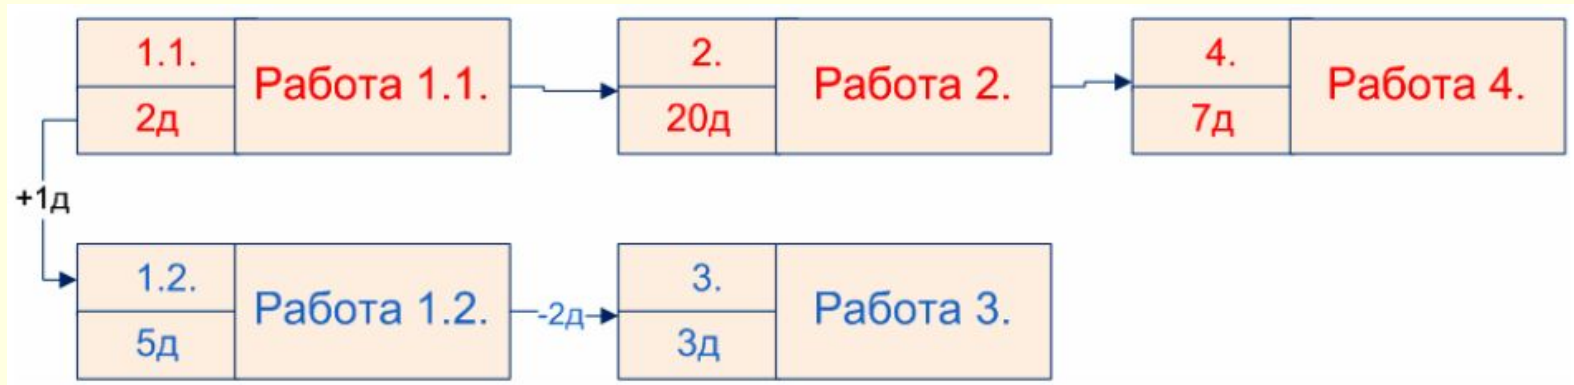 1.1.
2д
Работа 1.1.
2.
20д
Работа 2.
4.
7д
Работа 4.
+1д
1.2.
5д
Работа 1.2.
-2д
3.
3д
Работа 3.